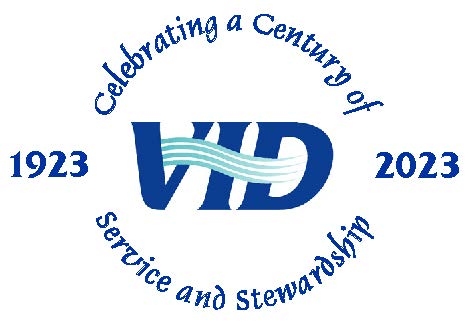 Celebrating a Century of
1923 VID 2023
Service and Stewardship